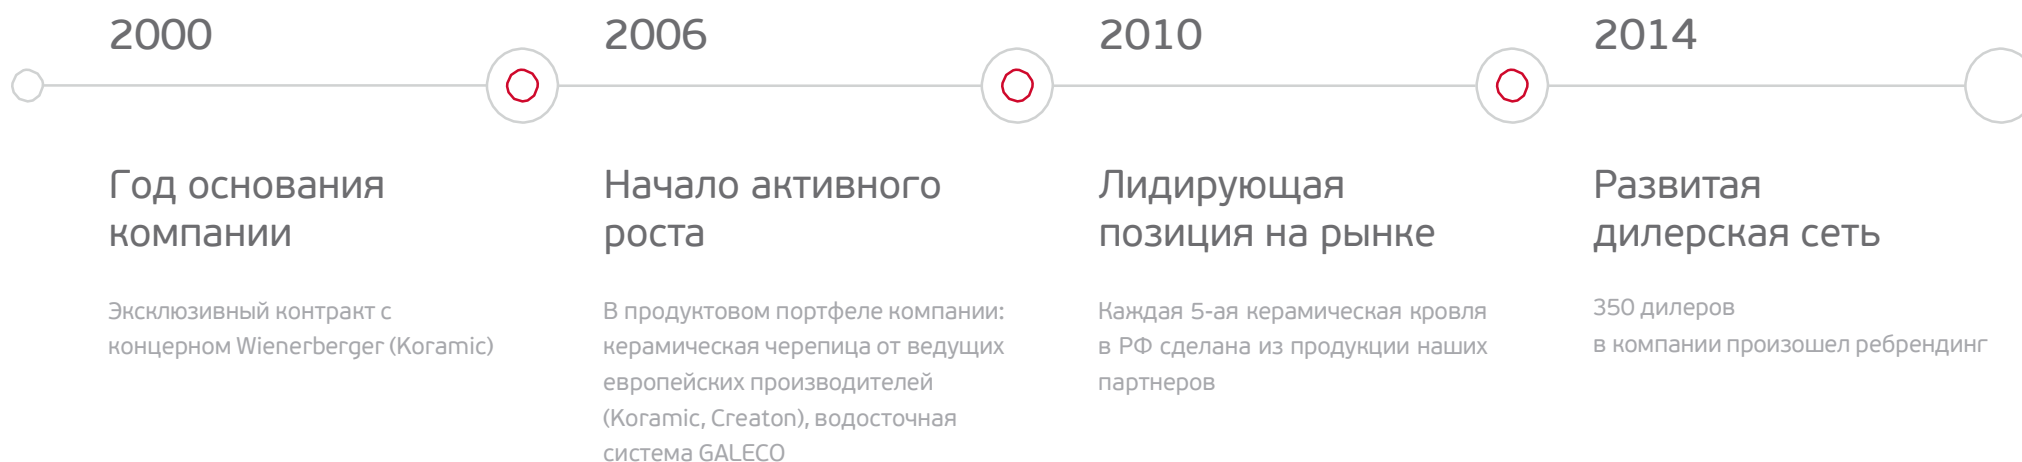 2000
Год основания
компании
Эксклюзивный контракт с
концерном Wienerberger (Koramic)
2006
Начало активного
роста
В продуктовом портфеле компании:
керамическая черепица от ведущих
европейских производителей
(Koramic, Creaton), водосточная
система GALECO
2010
Лидирующая
позиция на рынке
Каждая 5-ая керамическая кровля
в РФ сделана из продукции наших
партнеров
2014
Развитая
дилерская сеть
350 дилеров
в компании произошел ребрендинг